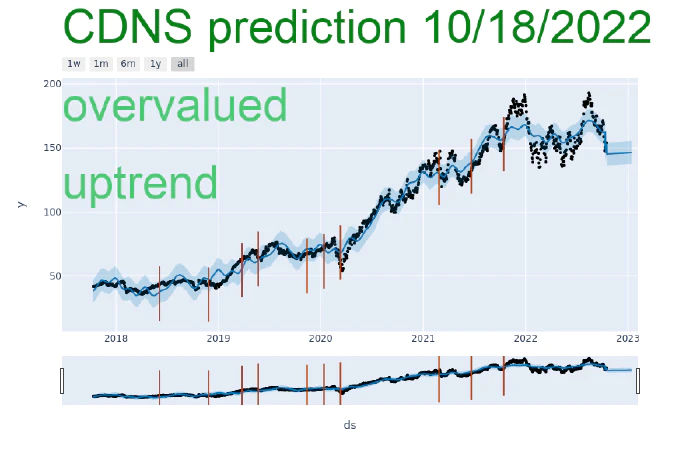 CDNS prediction 10/18/2022
1w 1m 6m 1y all
200
overvalued
150
uptrend
y
100
50
2018 2019 2020 2021 2022 2023
ds